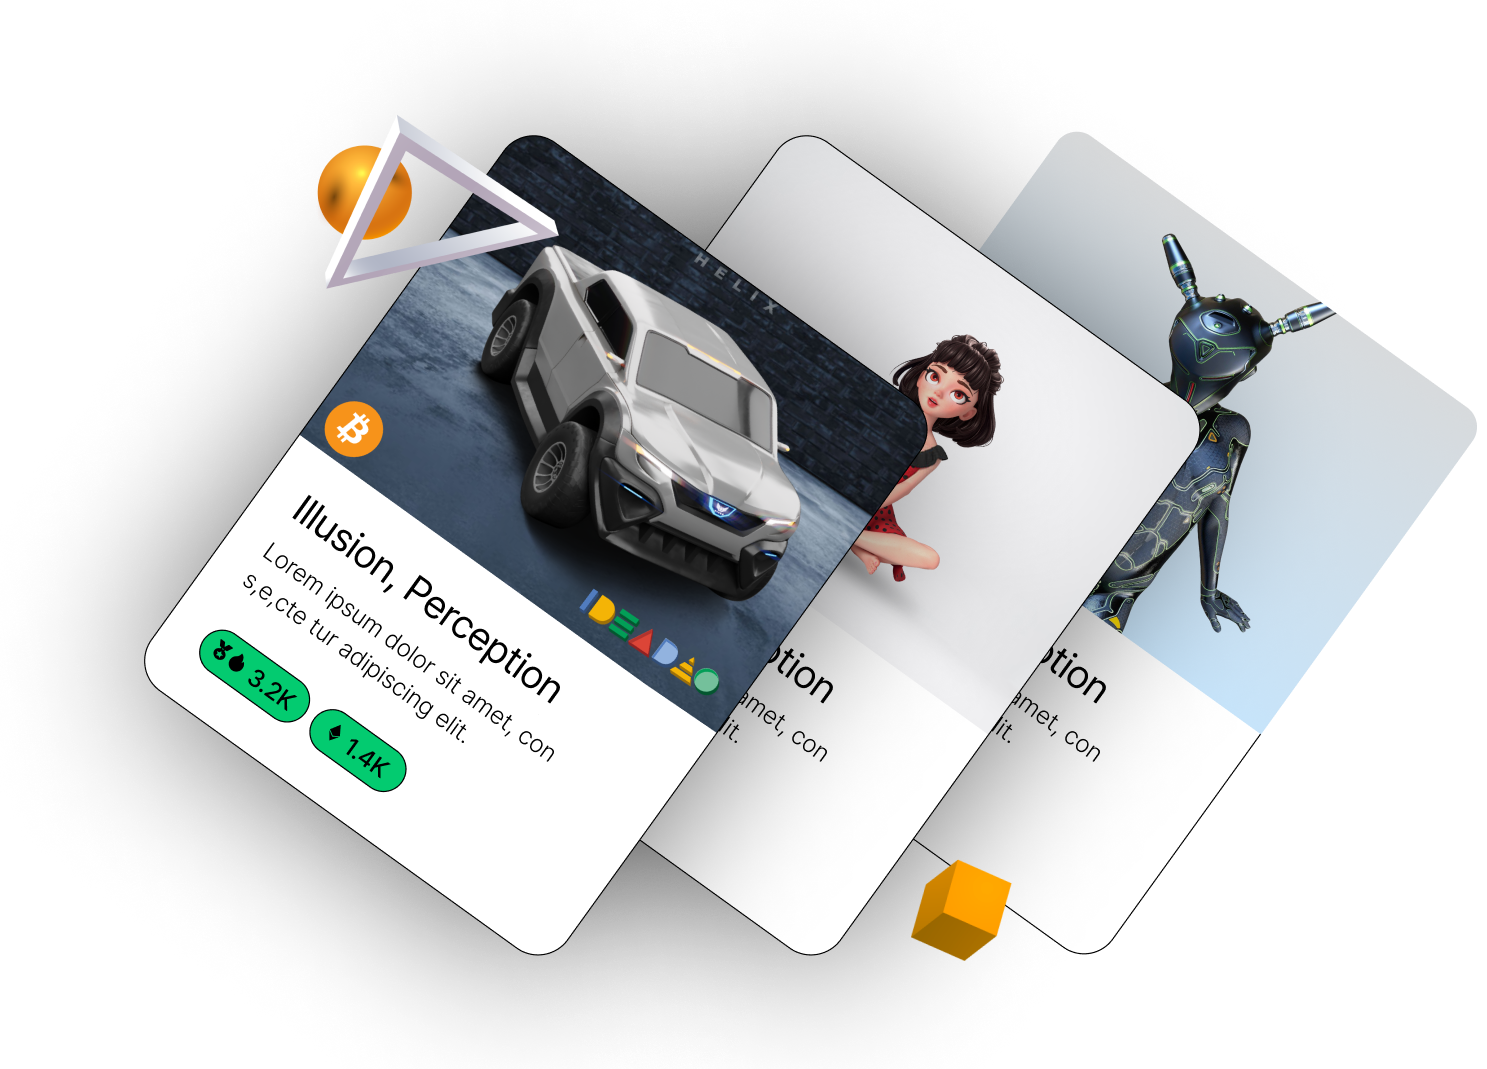 HELIX
IDEADAO
Illusion, Perception
Lorem ipsum dolor sit amet, con
s,e,cte tur adipiscing elit.
3.2K
1.4K
ption
amet, con
lit.
ption
amet, con
lit.